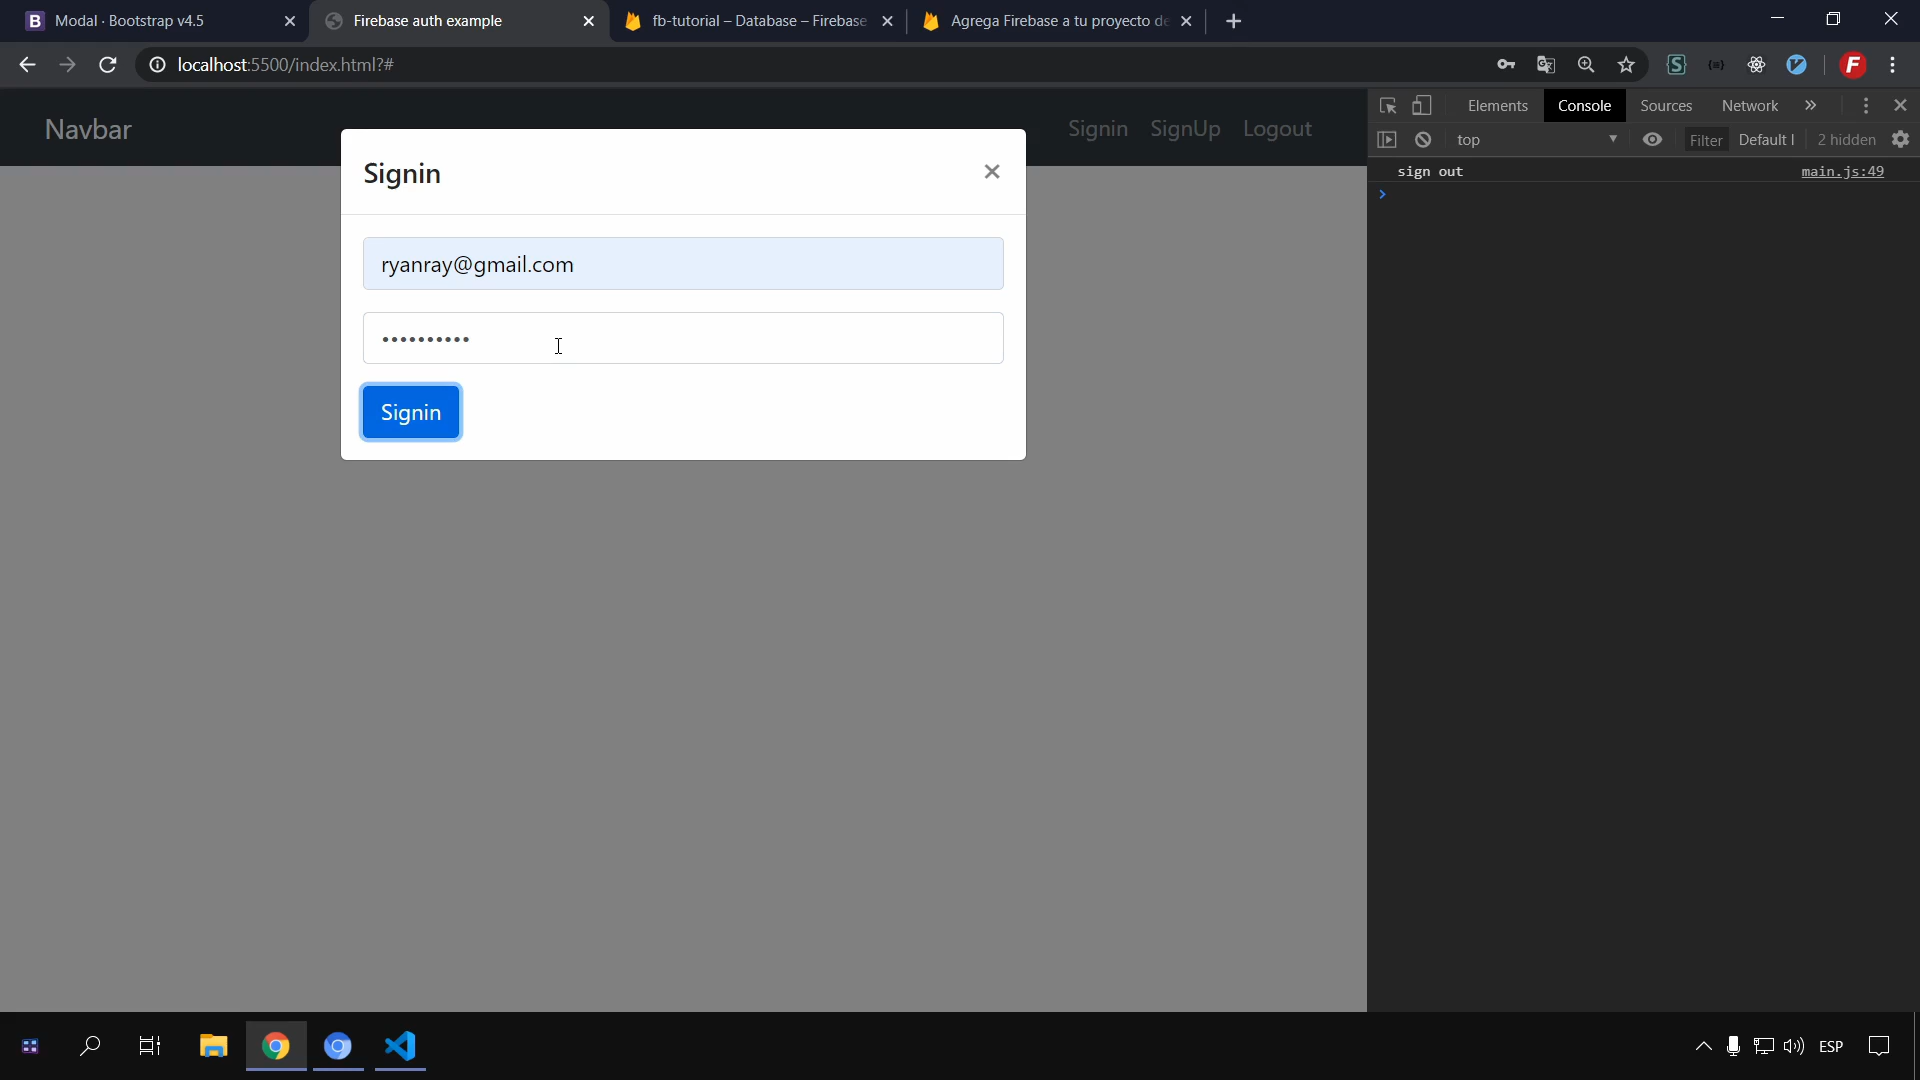 Modal · Bootstrap v4.5
Firebase auth example
fb-tutorial – Database – Firebase
Agrega Firebase a tu proyecto de
localhost:5500/index.html?#
Navbar
Signin SignUp Logout
Signin
ryanray@gmail.com
Signin
Elements Console Sources Network
top Filter Default l 2 hidden
sign out main.js:49
ESP